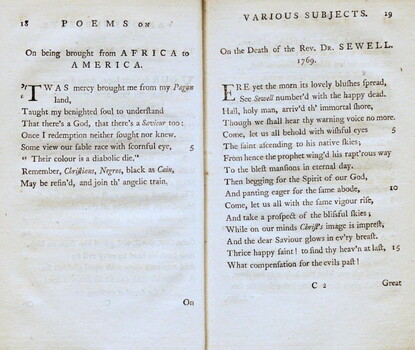 18 POEMS ON
On being brought from AFRICA to
AMERICA.
'TWAS mercy brought me from my Pagan
land,
Taught my benighted soul to understand
That there's a God, that there's a Saviour too:
Once I redemption neither sought nor knew.
Some view our sable race with scornful eye, 5
" Their colour is a diabolic die."
Remember, Christians, Negros, black as Cain,
May be refin'd, and join th' angelic train.
On
VARIOUS SUBJECTS. 19
On the Death of the Rev. DR. SEWELL.
1769.
ERE yet the morn its lovely blushes spread,
See Sewell number'd with the happy dead.
Hail, holy man, arriv'd th' immortal shore,
Though we shall hear thy warning voice no more.
Come, let us all behold with wishful eyes 5
The saint ascending to his native skies;
From hence the prophet wing'd his rapt'rous way
To the blest mansions in eternal day.
Then begging for the Spirit of our God,
And panting eager for the same abode, 10
Come, let us all with the same vigour rise,
And take a prospect of the blissful skies;
While on our minds Christ's image is imprest,
And the dear Saviour glows in ev'ry breast.
Thrice happy saint! to find thy heav'n at last, 15
What compensation for the evils past!
C 2 Great